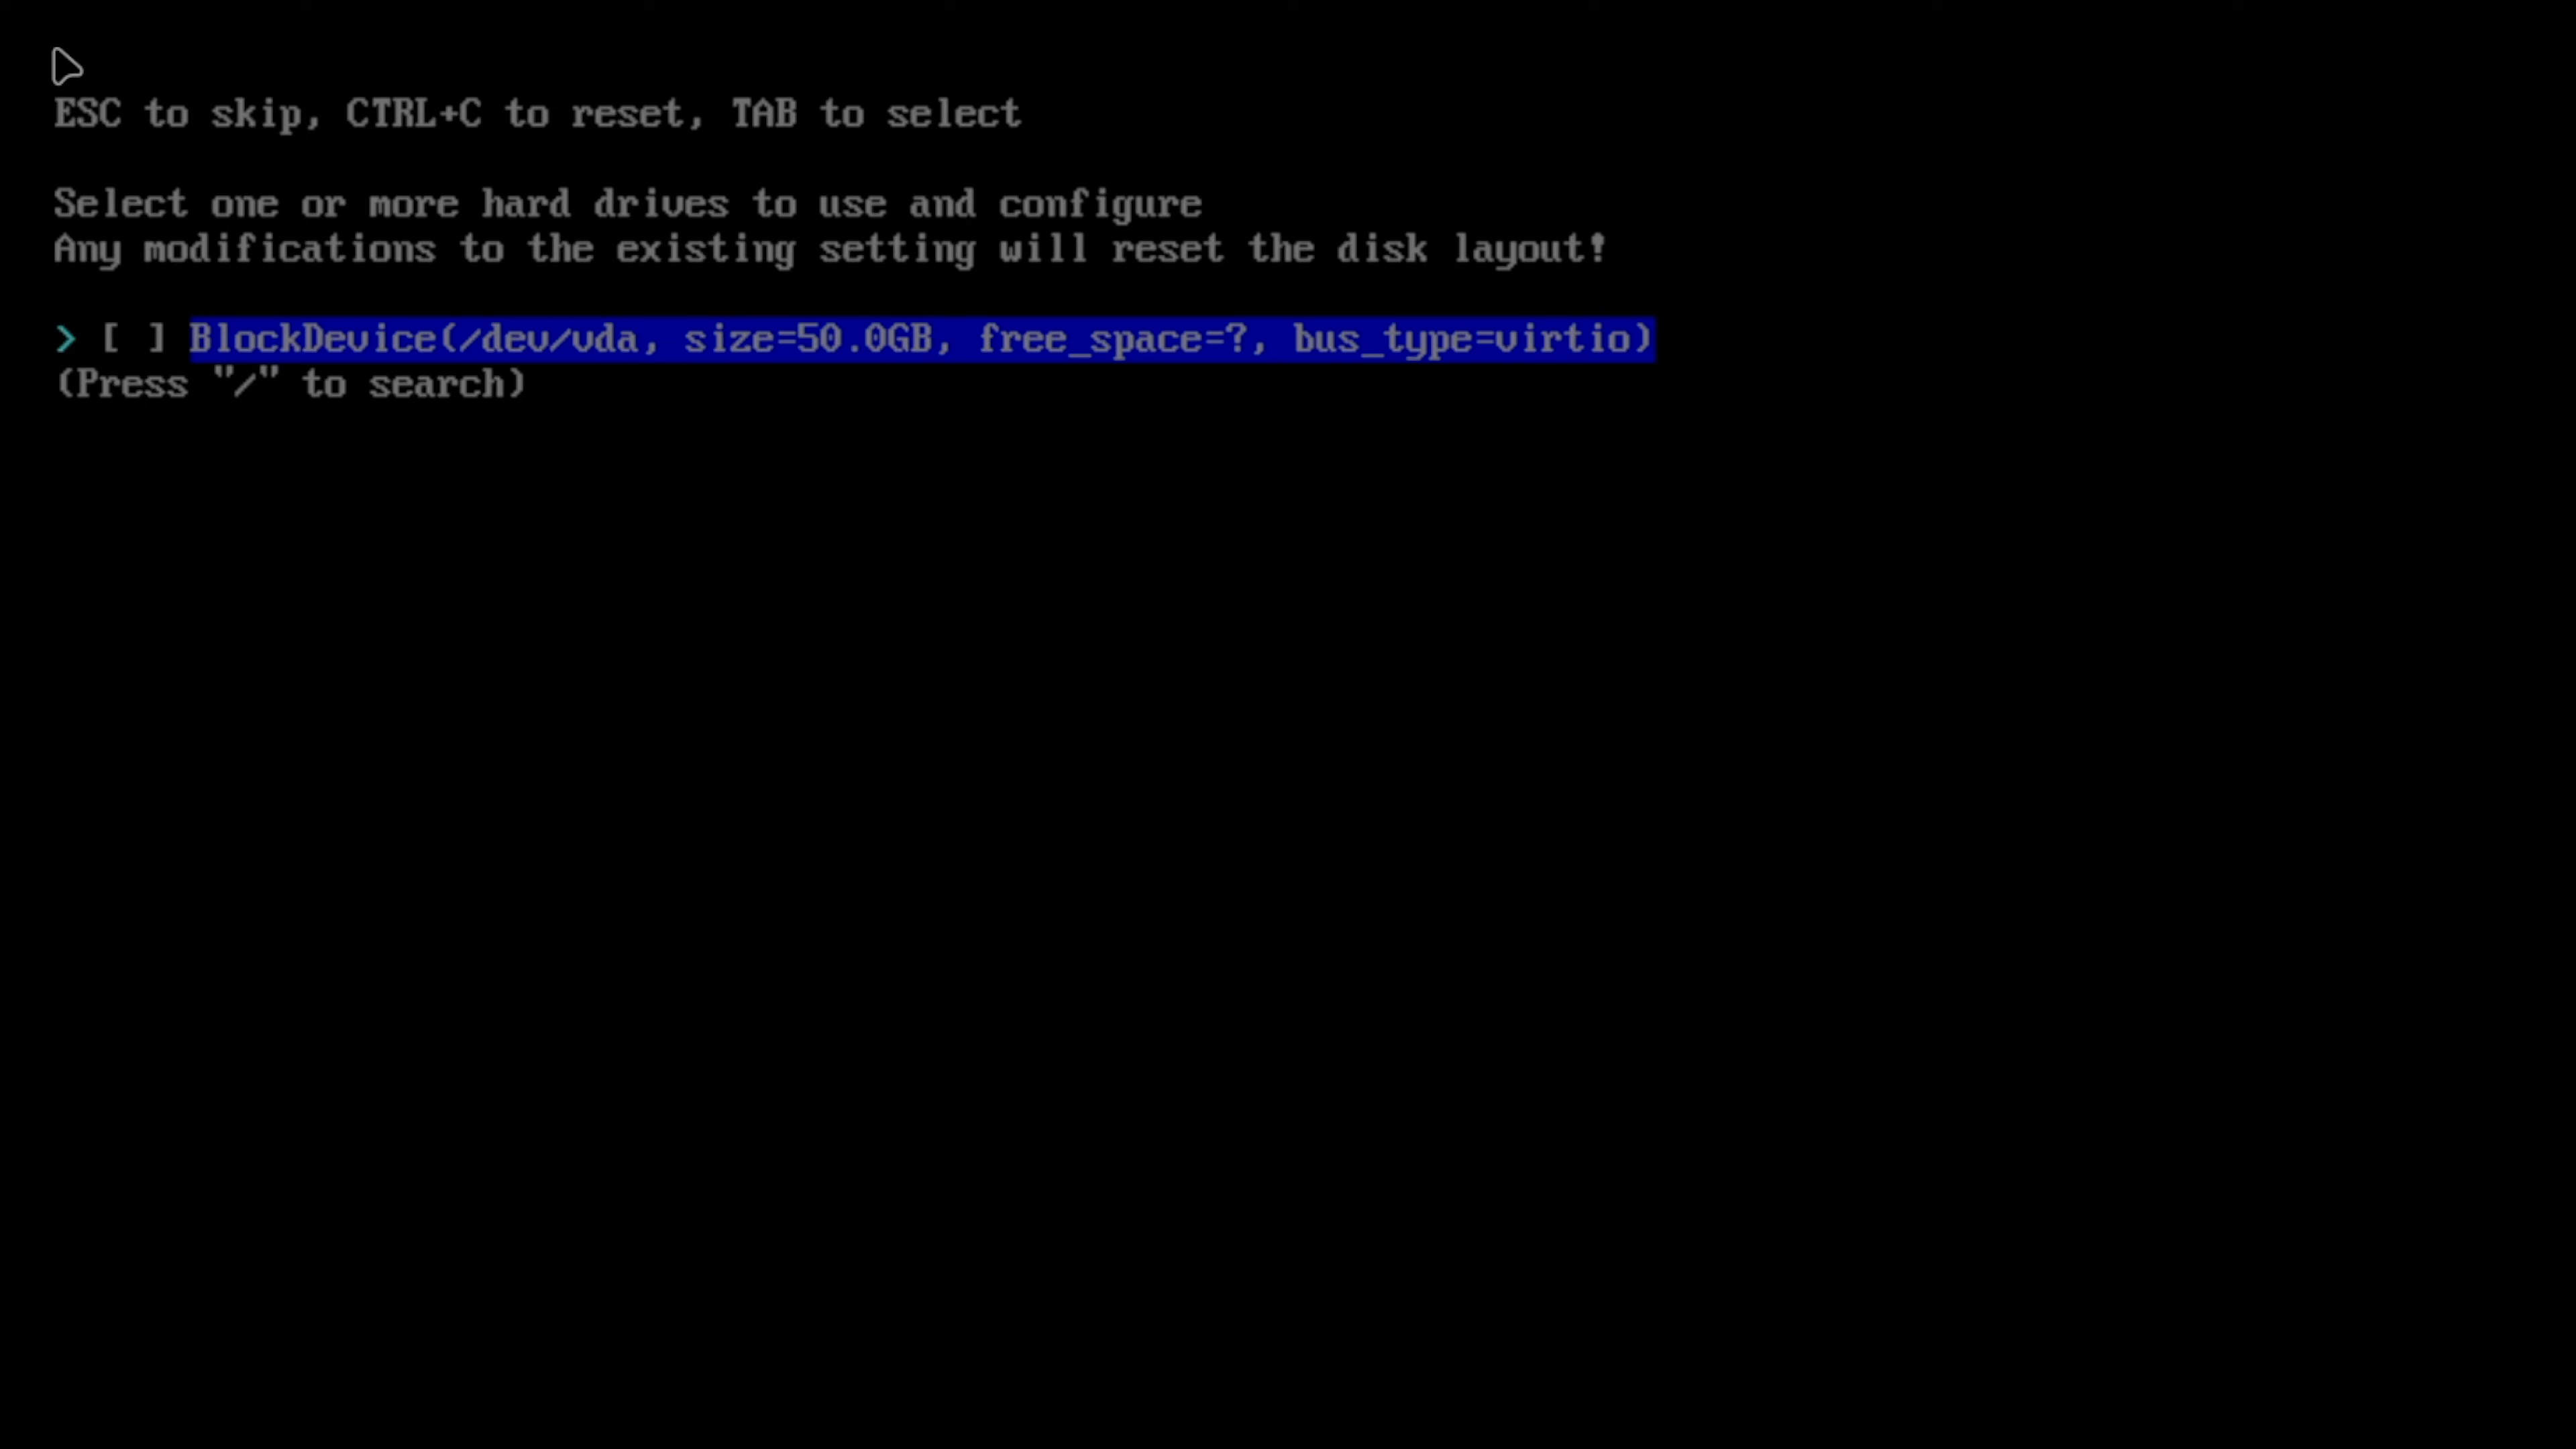 ESC to skip, CTRL+C to reset, TAB to select
Select one or more hard drives to use and configure
Any modifications to the existing setting will reset the disk layout!
> [ ] BlockDevice(/dev/vda, size=50.0GB, free_space=?, bus_type=virtio)
(Press "/" to search)